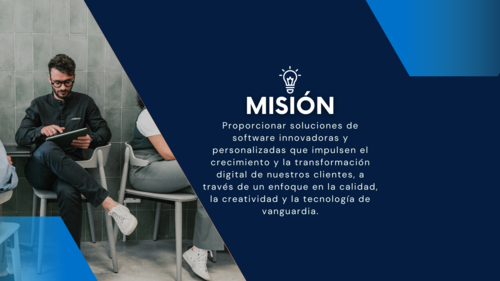 MISIÓN
Proporcionar soluciones de
software innovadoras y
personalizadas que impulsen el
crecimiento y la transformación
digital de nuestros clientes, a
través de un enfoque en la calidad,
la creatividad y la tecnología de
vanguardia.